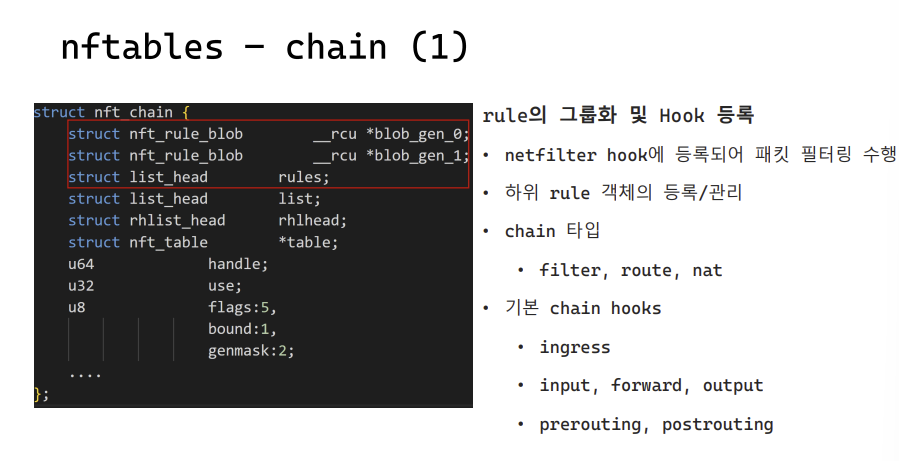 nftables – chain (1)
struct nft_chain {
struct nft_rule_blob __rcu *blob_gen_0;
struct nft_rule_blob __rcu *blob_gen_1;
struct list_head rules;
struct list_head list;
struct rhlist_head rhlhead;
struct nft_table *table;
u64 handle;
u32 use;
u8 flags:5,
bound:1,
genmask:2;
....
};
rule의 그룹화 및 Hook 등록
• netfilter hook에 등록되어 패킷 필터링 수행
• 하위 rule 객체의 등록/관리
• chain 타입
• filter, route, nat
• 기본 chain hooks
• ingress
• input, forward, output
• prerouting, postrouting